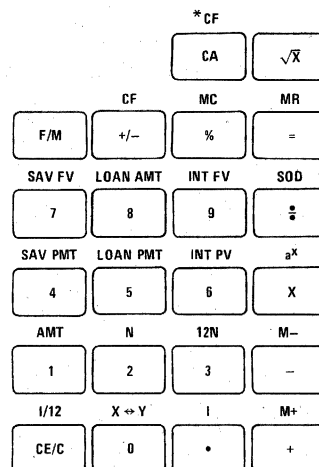 *CF
CA √X
CF MC MR
F/M +/− % =
SAV FV LOAN AMT INT FV SOD
7 8 9 ÷
SAV PMT LOAN PMT INT PV aˣ
4 5 6 X
AMT N 12N M−
1 2 3 −
I/12 X ↔ Y I M+
CE/C 0 • +